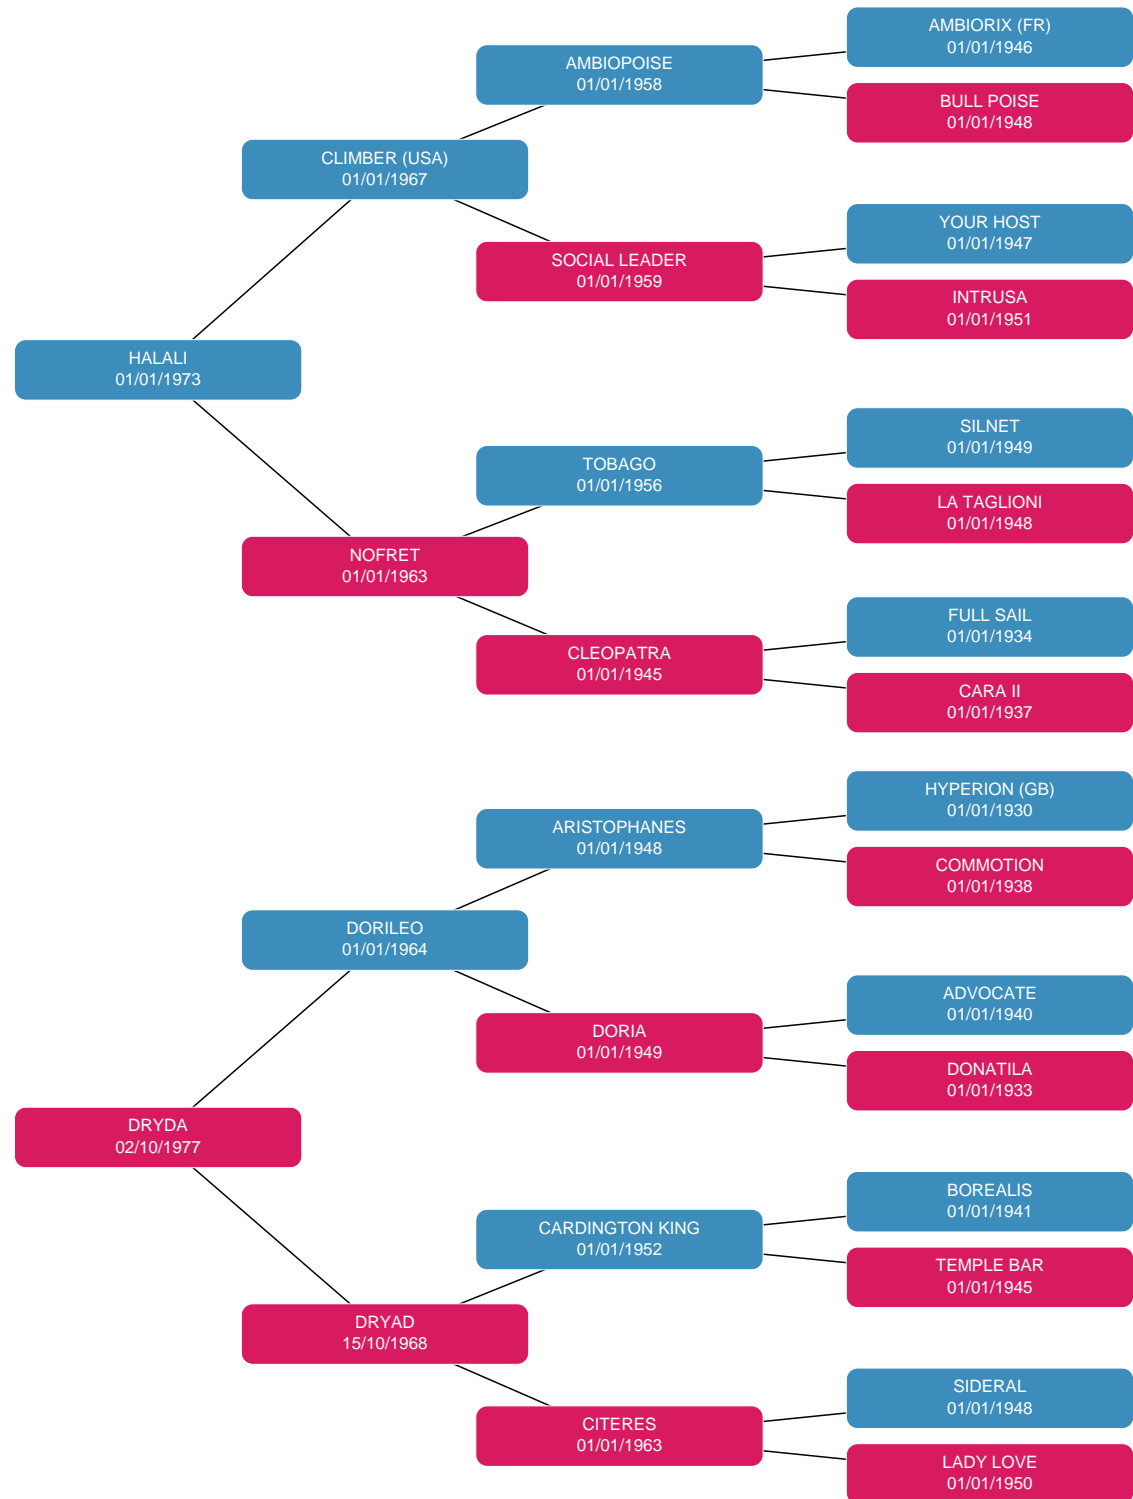 AMBIORIX (FR)
01/01/1946
AMBIOPOISE
01/01/1958
BULL POISE
01/01/1948
CLIMBER (USA)
01/01/1967
YOUR HOST
01/01/1947
SOCIAL LEADER
01/01/1959
INTRUSA
01/01/1951
HALALI
01/01/1973
SILNET
01/01/1949
TOBAGO
01/01/1956
LA TAGLIONI
01/01/1948
NOFRET
01/01/1963
FULL SAIL
01/01/1934
CLEOPATRA
01/01/1945
CARA II
01/01/1937
HYPERION (GB)
01/01/1930
ARISTOPHANES
01/01/1948
COMMOTION
01/01/1938
DORILEO
01/01/1964
ADVOCATE
01/01/1940
DORIA
01/01/1949
DONATILA
01/01/1933
DRYDA
02/10/1977
BOREALIS
01/01/1941
CARDINGTON KING
01/01/1952
TEMPLE BAR
01/01/1945
DRYAD
15/10/1968
SIDERAL
01/01/1948
CITERES
01/01/1963
LADY LOVE
01/01/1950